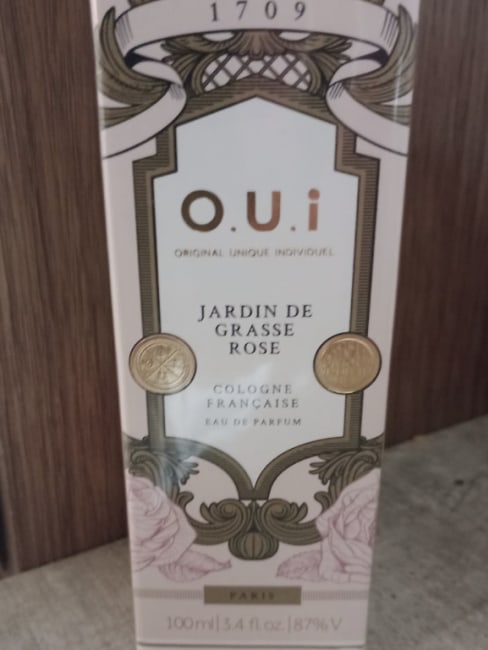 1709
O.U.i
ORIGINAL UNIQUE INDIVIDUEL
JARDIN DE
GRASSE
ROSE
COLOGNE
FRANÇAISE
EAU DE PARFUM
PARIS
100ml|3.4 fl.oz.|87%V